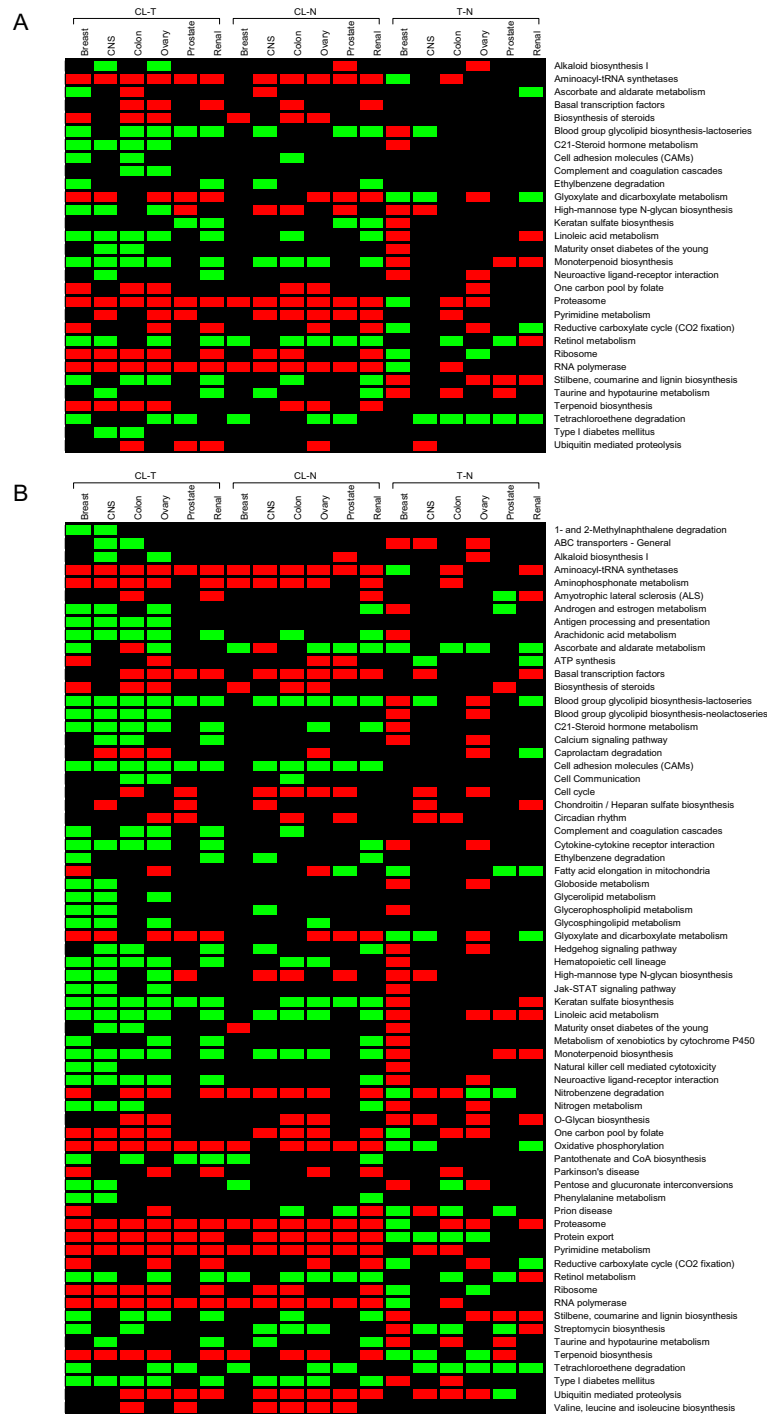 A
CL-T CL-N T-N
Breast CNS Colon Ovary Prostate Renal Breast CNS Colon Ovary Prostate Renal Breast CNS Colon Ovary Prostate Renal
Alkaloid biosynthesis I
Aminoacyl-tRNA synthetases
Ascorbate and aldarate metabolism
Basal transcription factors
Biosynthesis of steroids
Blood group glycolipid biosynthesis-lactoseries
C21-Steroid hormone metabolism
Cell adhesion molecules (CAMs)
Complement and coagulation cascades
Ethylbenzene degradation
Glyoxylate and dicarboxylate metabolism
High-mannose type N-glycan biosynthesis
Keratan sulfate biosynthesis
Linoleic acid metabolism
Maturity onset diabetes of the young
Monoterpenoid biosynthesis
Neuroactive ligand-receptor interaction
One carbon pool by folate
Proteasome
Pyrimidine metabolism
Reductive carboxylate cycle (CO2 fixation)
Retinol metabolism
Ribosome
RNA polymerase
Stilbene, coumarine and lignin biosynthesis
Taurine and hypotaurine metabolism
Terpenoid biosynthesis
Tetrachloroethene degradation
Type I diabetes mellitus
Ubiquitin mediated proteolysis
B
CL-T CL-N T-N
Breast CNS Colon Ovary Prostate Renal Breast CNS Colon Ovary Prostate Renal Breast CNS Colon Ovary Prostate Renal
1- and 2-Methylnaphthalene degradation
ABC transporters - General
Alkaloid biosynthesis I
Aminoacyl-tRNA synthetases
Aminophosphonate metabolism
Amyotrophic lateral sclerosis (ALS)
Androgen and estrogen metabolism
Antigen processing and presentation
Arachidonic acid metabolism
Ascorbate and aldarate metabolism
ATP synthesis
Basal transcription factors
Biosynthesis of steroids
Blood group glycolipid biosynthesis-lactoseries
Blood group glycolipid biosynthesis-neolactoseries
C21-Steroid hormone metabolism
Calcium signaling pathway
Caprolactam degradation
Cell adhesion molecules (CAMs)
Cell Communication
Cell cycle
Chondroitin / Heparan sulfate biosynthesis
Circadian rhythm
Complement and coagulation cascades
Cytokine-cytokine receptor interaction
Ethylbenzene degradation
Fatty acid elongation in mitochondria
Globoside metabolism
Glycerolipid metabolism
Glycerophospholipid metabolism
Glycosphingolipid metabolism
Glyoxylate and dicarboxylate metabolism
Hedgehog signaling pathway
Hematopoietic cell lineage
High-mannose type N-glycan biosynthesis
Jak-STAT signaling pathway
Keratan sulfate biosynthesis
Linoleic acid metabolism
Maturity onset diabetes of the young
Metabolism of xenobiotics by cytochrome P450
Monoterpenoid biosynthesis
Natural killer cell mediated cytotoxicity
Neuroactive ligand-receptor interaction
Nitrobenzene degradation
Nitrogen metabolism
O-Glycan biosynthesis
One carbon pool by folate
Oxidative phosphorylation
Pantothenate and CoA biosynthesis
Parkinson's disease
Pentose and glucuronate interconversions
Phenylalanine metabolism
Prion disease
Proteasome
Protein export
Pyrimidine metabolism
Reductive carboxylate cycle (CO2 fixation)
Retinol metabolism
Ribosome
RNA polymerase
Stilbene, coumarine and lignin biosynthesis
Streptomycin biosynthesis
Taurine and hypotaurine metabolism
Terpenoid biosynthesis
Tetrachloroethene degradation
Type I diabetes mellitus
Ubiquitin mediated proteolysis
Valine, leucine and isoleucine biosynthesis